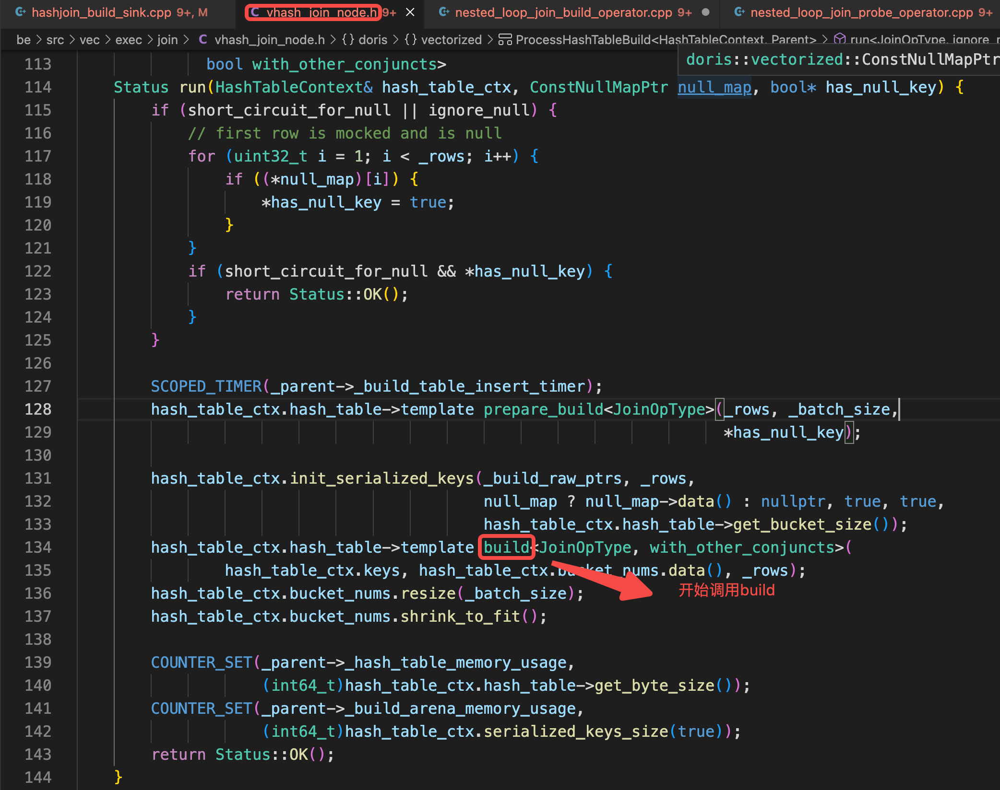 hashjoin_build_sink.cpp 9+, M
vhash_join_node.h 9+
nested_loop_join_build_operator.cpp 9+
nested_loop_join_probe_operator.cpp 9+
be > src > vec > exec > join > C vhash_join_node.h > {} doris > {} vectorized > ProcessHashTableBuild<HashTableContext, Parent> > run<JoinOpType, ignore_
doris::vectorized::ConstNullMapPtr
113 bool with_other_conjuncts>
114 Status run(HashTableContext& hash_table_ctx, ConstNullMapPtr null_map, bool* has_null_key) {
115 if (short_circuit_for_null || ignore_null) {
116 // first row is mocked and is null
117 for (uint32_t i = 1; i < _rows; i++) {
118 if ((*null_map)[i]) {
119 *has_null_key = true;
120 }
121 }
122 if (short_circuit_for_null && *has_null_key) {
123 return Status::OK();
124 }
125 }
126
127 SCOPED_TIMER(_parent->_build_table_insert_timer);
128 hash_table_ctx.hash_table->template prepare_build<JoinOpType>(_rows, _batch_size,
129 *has_null_key);
130
131 hash_table_ctx.init_serialized_keys(_build_raw_ptrs, _rows,
132 null_map ? null_map->data() : nullptr, true, true,
133 hash_table_ctx.hash_table->get_bucket_size());
134 hash_table_ctx.hash_table->template build<JoinOpType, with_other_conjuncts>(
135 hash_table_ctx.keys, hash_table_ctx.bucket_nums.data(), _rows);
开始调用build
136 hash_table_ctx.bucket_nums.resize(_batch_size);
137 hash_table_ctx.bucket_nums.shrink_to_fit();
138
139 COUNTER_SET(_parent->_hash_table_memory_usage,
140 (int64_t)hash_table_ctx.hash_table->get_byte_size());
141 COUNTER_SET(_parent->_build_arena_memory_usage,
142 (int64_t)hash_table_ctx.serialized_keys_size(true));
143 return Status::OK();
144 }